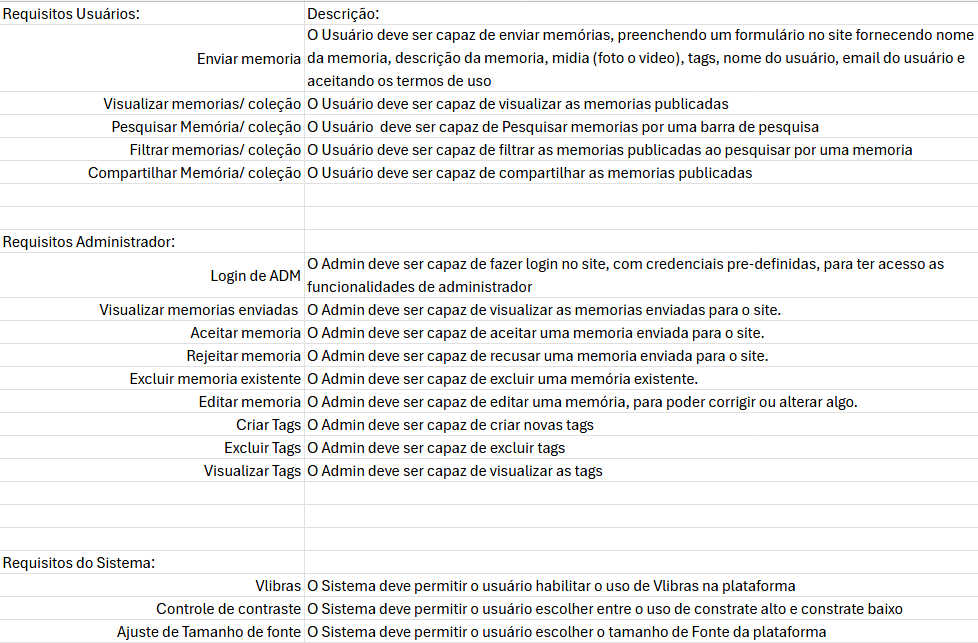 Requisitos Usuários: Descrição:
Enviar memoria O Usuário deve ser capaz de enviar memórias, preenchendo um formulário no site fornecendo nome
da memoria, descrição da memoria, midia (foto o video), tags, nome do usuário, email do usuário e
aceitando os termos de uso
Visualizar memorias/ coleção O Usuário deve ser capaz de visualizar as memorias publicadas
Pesquisar Memória/ coleção O Usuário  deve ser capaz de Pesquisar memorias por uma barra de pesquisa
Filtrar memorias/ coleção O Usuário deve ser capaz de filtrar as memorias publicadas ao pesquisar por uma memoria
Compartilhar Memória/ coleção O Usuário deve ser capaz de compartilhar as memorias publicadas
Requisitos Administrador:
Login de ADM O Admin deve ser capaz de fazer login no site, com credenciais pre-definidas, para ter acesso as
funcionalidades de administrador
Visualizar memorias enviadas O Admin deve ser capaz de visualizar as memorias enviadas para o site.
Aceitar memoria O Admin deve ser capaz de aceitar uma memoria enviada para o site.
Rejeitar memoria O Admin deve ser capaz de recusar uma memoria enviada para o site.
Excluir memoria existente O Admin deve ser capaz de excluir uma memória existente.
Editar memoria O Admin deve ser capaz de editar uma memória, para poder corrigir ou alterar algo.
Criar Tags O Admin deve ser capaz de criar novas tags
Excluir Tags O Admin deve ser capaz de excluir tags
Visualizar Tags O Admin deve ser capaz de visualizar as tags
Requisitos do Sistema:
Vlibras O Sistema deve permitir o usuário habilitar o uso de Vlibras na plataforma
Controle de contraste O Sistema deve permitir o usuário escolher entre o uso de constrate alto e constrate baixo
Ajuste de Tamanho de fonte O Sistema deve permitir o usuário escolher o tamanho de Fonte da plataforma